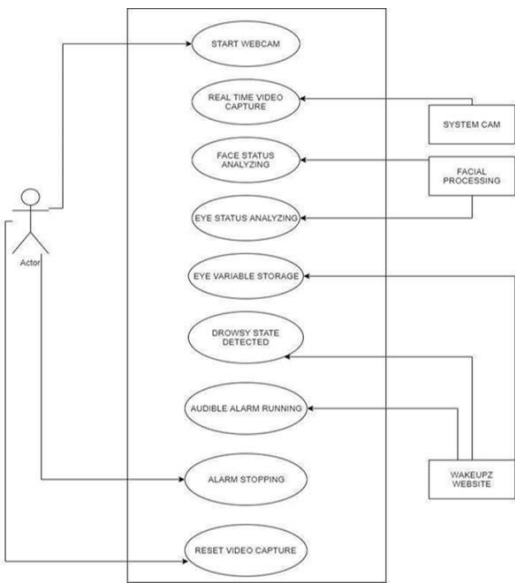 START WEBCAM
REAL TIME VIDEO
CAPTURE
SYSTEM CAM
FACE STATUS
ANALYZING
FACIAL
PROCESSING
EYE STATUS ANALYZING
Actor
EYE VARIABLE STORAGE
DROWSY STATE
DETECTED
AUDIBLE ALARM RUNNING
ALARM STOPPING
WAKEUPZ
WEBSITE
RESET VIDEO CAPTURE